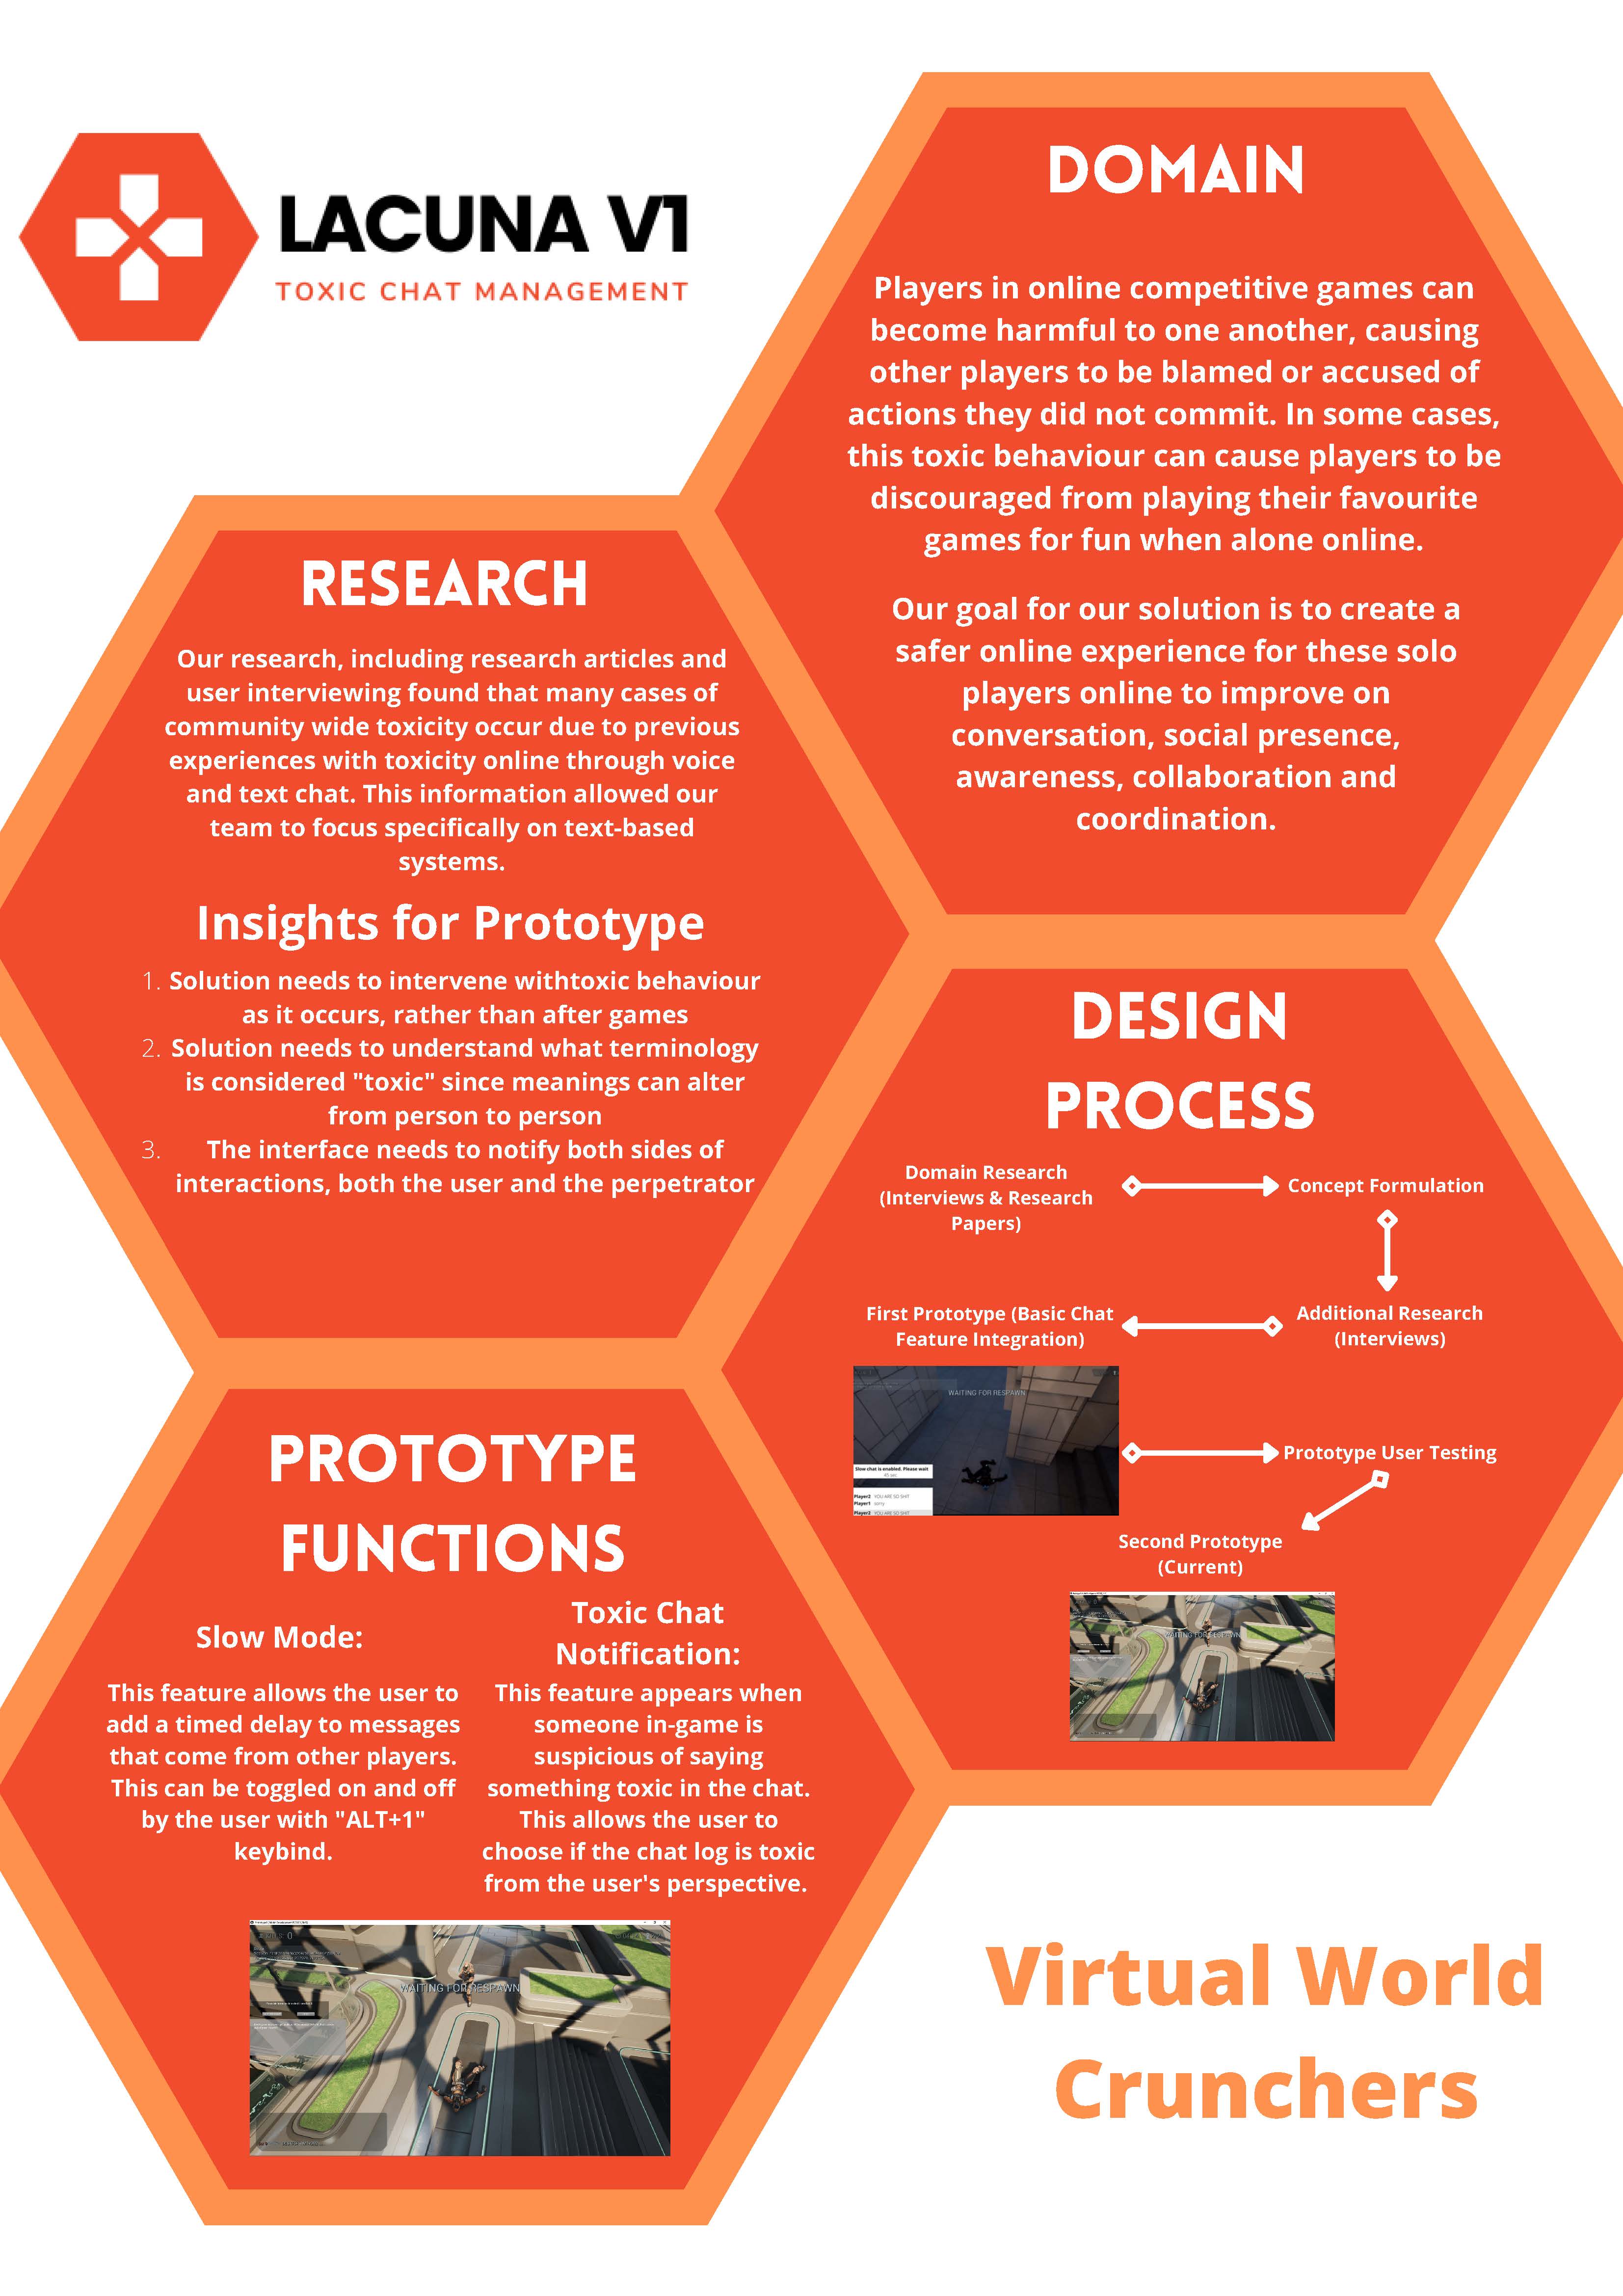 LACUNA V1
TOXIC CHAT MANAGEMENT
DOMAIN
Players in online competitive games can
become harmful to one another, causing
other players to be blamed or accused of
actions they did not commit. In some cases,
this toxic behaviour can cause players to be
discouraged from playing their favourite
games for fun when alone online.
Our goal for our solution is to create a
safer online experience for these solo
players online to improve on
conversation, social presence,
awareness, collaboration and
coordination.
RESEARCH
Our research, including research articles and
user interviewing found that many cases of
community wide toxicity occur due to previous
experiences with toxicity online through voice
and text chat. This information allowed our
team to focus specifically on text-based
systems.
Insights for Prototype
1. Solution needs to intervene withtoxic behaviour
as it occurs, rather than after games
2. Solution needs to understand what terminology
is considered "toxic" since meanings can alter
from person to person
3. The interface needs to notify both sides of
interactions, both the user and the perpetrator
DESIGN
PROCESS
Domain Research
(Interviews & Research
Papers)
Concept Formulation
Additional Research
(Interviews)
First Prototype (Basic Chat
Feature Integration)
WAITING FOR RESPAWN
Slow chat is enabled. Please wait
45 sec
Player2 YOU ARE SO SHIT
Player1 sorry
Player2 YOU ARE SO SHIT
Prototype User Testing
Second Prototype
(Current)
WAITING FOR RESPAWN
PROTOTYPE
FUNCTIONS
Slow Mode:
This feature allows the user to
add a timed delay to messages
that come from other players.
This can be toggled on and off
by the user with "ALT+1"
keybind.
Toxic Chat
Notification:
This feature appears when
someone in-game is
suspicious of saying
something toxic in the chat.
This allows the user to
choose if the chat log is toxic
from the user's perspective.
WAITING FOR RESPAWN
Virtual World
Crunchers